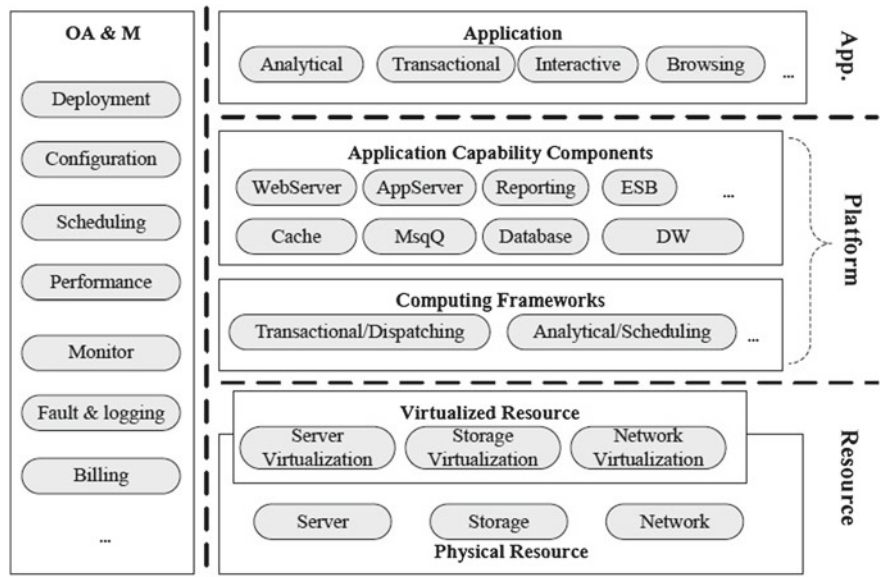 OA & M
Deployment
Configuration
Scheduling
Performance
Monitor
Fault & logging
Billing
...
Application
Analytical
Transactional
Interactive
Browsing
...
App.
Application Capability Components
WebServer
AppServer
Reporting
ESB
...
Cache
MsqQ
Database
DW
Computing Frameworks
Transactional/Dispatching
Analytical/Scheduling
...
Platform
Virtualized Resource
Server
Virtualization
Storage
Virtualization
Network
Virtualization
Server
Storage
Network
Physical Resource
Resource